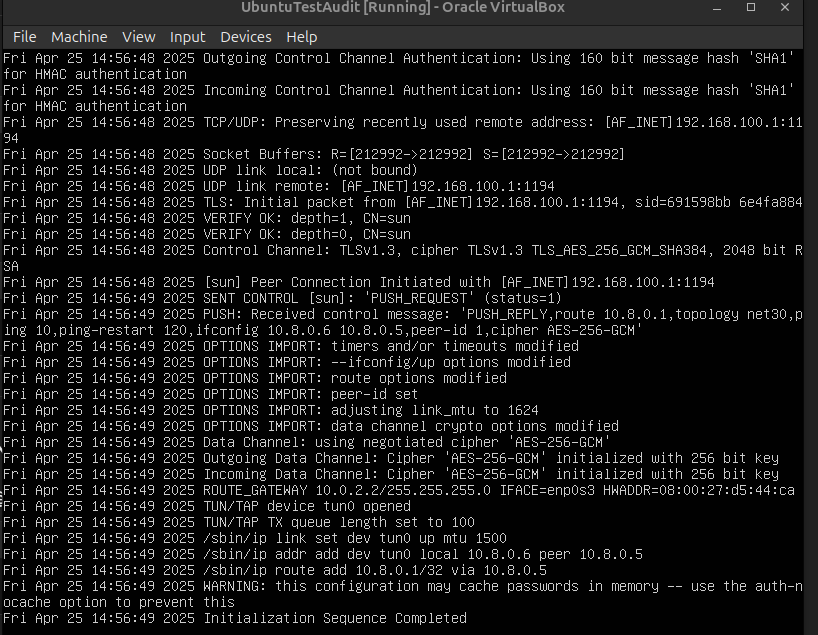 UbuntuTestAudit [Running] - Oracle VirtualBox
File Machine View Input Devices Help
Fri Apr 25 14:56:48 2025 Outgoing Control Channel Authentication: Using 160 bit message hash 'SHA1'
for HMAC authentication
Fri Apr 25 14:56:48 2025 Incoming Control Channel Authentication: Using 160 bit message hash 'SHA1'
for HMAC authentication
Fri Apr 25 14:56:48 2025 TCP/UDP: Preserving recently used remote address: [AF_INET]192.168.100.1:11
94
Fri Apr 25 14:56:48 2025 Socket Buffers: R=[212992->212992] S=[212992->212992]
Fri Apr 25 14:56:48 2025 UDP link local: (not bound)
Fri Apr 25 14:56:48 2025 UDP link remote: [AF_INET]192.168.100.1:1194
Fri Apr 25 14:56:48 2025 TLS: Initial packet from [AF_INET]192.168.100.1:1194, sid=691598bb 6e4fa884
Fri Apr 25 14:56:48 2025 VERIFY OK: depth=1, CN=sun
Fri Apr 25 14:56:48 2025 VERIFY OK: depth=0, CN=sun
Fri Apr 25 14:56:48 2025 Control Channel: TLSv1.3, cipher TLSv1.3 TLS_AES_256_GCM_SHA384, 2048 bit R
SA
Fri Apr 25 14:56:48 2025 [sun] Peer Connection Initiated with [AF_INET]192.168.100.1:1194
Fri Apr 25 14:56:49 2025 SENT CONTROL [sun]: 'PUSH_REQUEST' (status=1)
Fri Apr 25 14:56:49 2025 PUSH: Received control message: 'PUSH_REPLY,route 10.8.0.1,topology net30,p
ing 10,ping-restart 120,ifconfig 10.8.0.6 10.8.0.5,peer-id 1,cipher AES-256-GCM'
Fri Apr 25 14:56:49 2025 OPTIONS IMPORT: timers and/or timeouts modified
Fri Apr 25 14:56:49 2025 OPTIONS IMPORT: --ifconfig/up options modified
Fri Apr 25 14:56:49 2025 OPTIONS IMPORT: route options modified
Fri Apr 25 14:56:49 2025 OPTIONS IMPORT: peer-id set
Fri Apr 25 14:56:49 2025 OPTIONS IMPORT: adjusting link_mtu to 1624
Fri Apr 25 14:56:49 2025 OPTIONS IMPORT: data channel crypto options modified
Fri Apr 25 14:56:49 2025 Data Channel: using negotiated cipher 'AES-256-GCM'
Fri Apr 25 14:56:49 2025 Outgoing Data Channel: Cipher 'AES-256-GCM' initialized with 256 bit key
Fri Apr 25 14:56:49 2025 Incoming Data Channel: Cipher 'AES-256-GCM' initialized with 256 bit key
Fri Apr 25 14:56:49 2025 ROUTE_GATEWAY 10.0.2.2/255.255.255.0 IFACE=enp0s3 HWADDR=08:00:27:d5:44:ca
Fri Apr 25 14:56:49 2025 TUN/TAP device tun0 opened
Fri Apr 25 14:56:49 2025 TUN/TAP TX queue length set to 100
Fri Apr 25 14:56:49 2025 /sbin/ip link set dev tun0 up mtu 1500
Fri Apr 25 14:56:49 2025 /sbin/ip addr add dev tun0 local 10.8.0.6 peer 10.8.0.5
Fri Apr 25 14:56:49 2025 /sbin/ip route add 10.8.0.1/32 via 10.8.0.5
Fri Apr 25 14:56:49 2025 WARNING: this configuration may cache passwords in memory -- use the auth-n
ocache option to prevent this
Fri Apr 25 14:56:49 2025 Initialization Sequence Completed